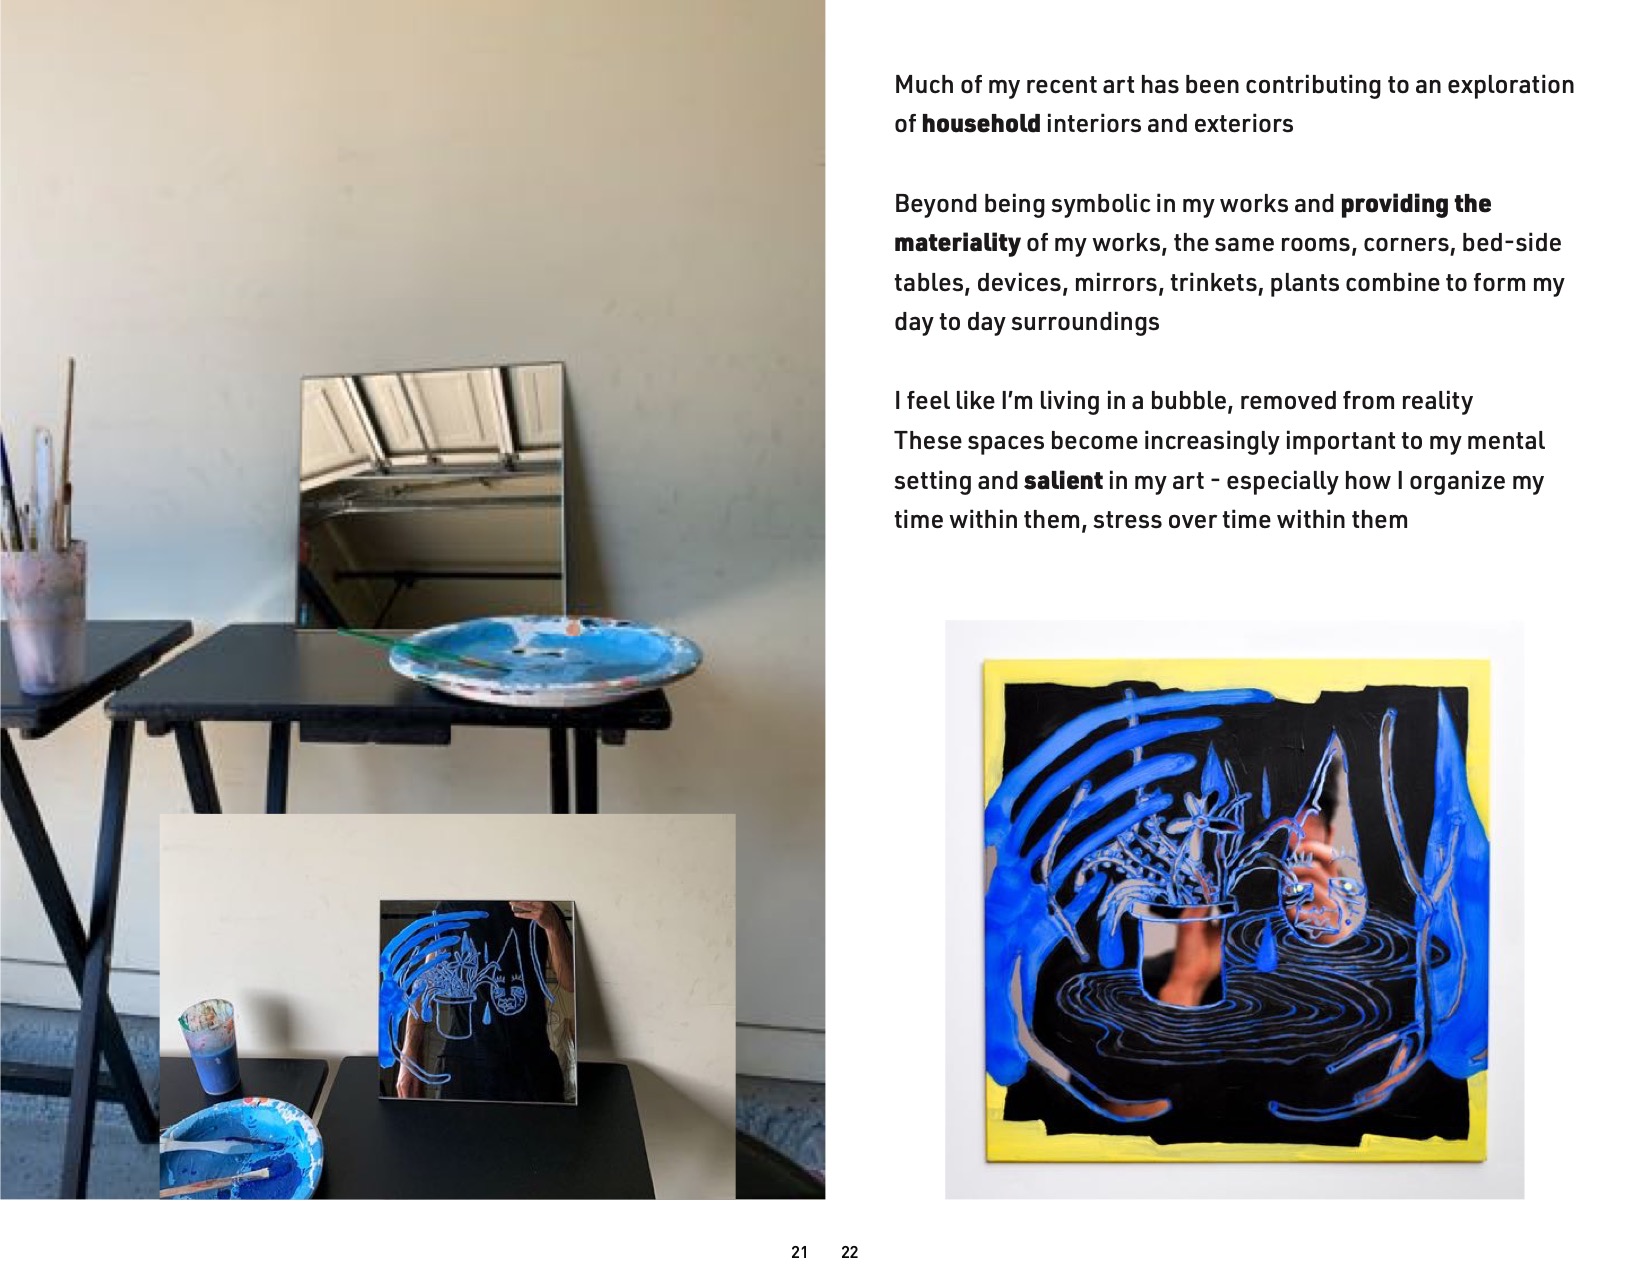 Much of my recent art has been contributing to an exploration
of household interiors and exteriors
Beyond being symbolic in my works and providing the
materiality of my works, the same rooms, corners, bed-side
tables, devices, mirrors, trinkets, plants combine to form my
day to day surroundings
I feel like I'm living in a bubble, removed from reality
These spaces become increasingly important to my mental
setting and salient in my art - especially how I organize my
time within them, stress over time within them
21
22